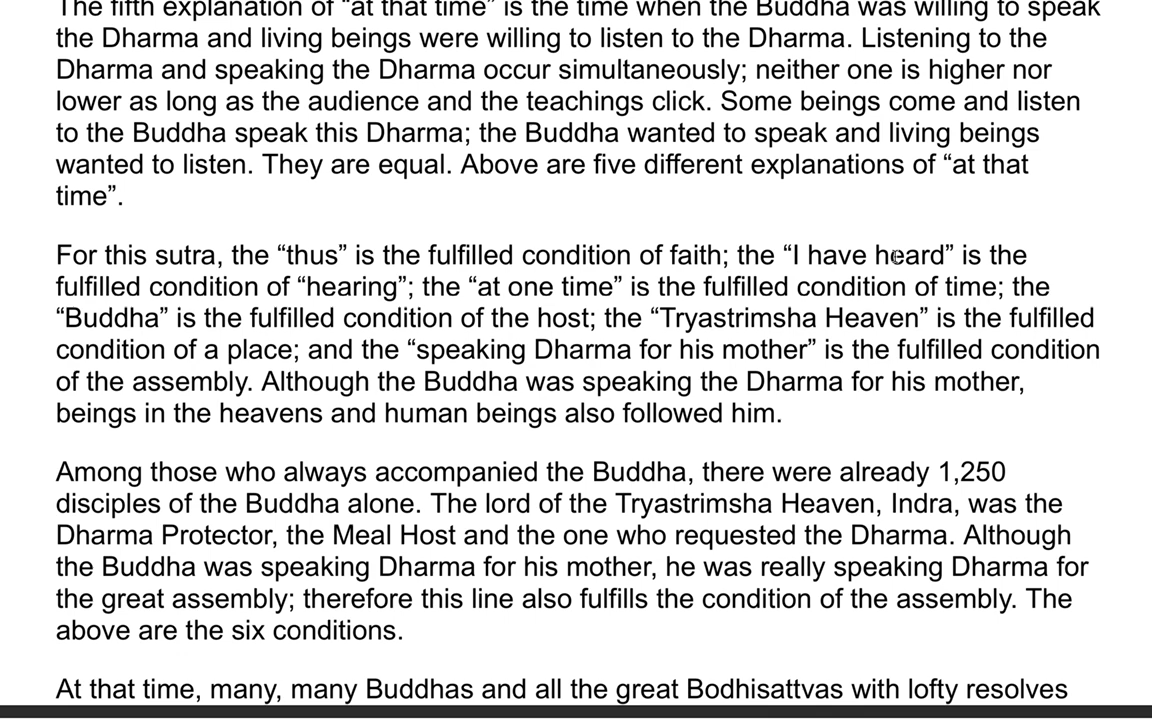 The fifth explanation of “at that time” is the time when the Buddha was willing to speak
the Dharma and living beings were willing to listen to the Dharma. Listening to the
Dharma and speaking the Dharma occur simultaneously; neither one is higher nor
lower as long as the audience and the teachings click. Some beings come and listen
to the Buddha speak this Dharma; the Buddha wanted to speak and living beings
wanted to listen. They are equal. Above are five different explanations of “at that
time”.
For this sutra, the “thus” is the fulfilled condition of faith; the “I have heard” is the
fulfilled condition of “hearing”; the “at one time” is the fulfilled condition of time; the
“Buddha” is the fulfilled condition of the host; the “Tryastrimsha Heaven” is the fulfilled
condition of a place; and the “speaking Dharma for his mother” is the fulfilled condition
of the assembly. Although the Buddha was speaking the Dharma for his mother,
beings in the heavens and human beings also followed him.
Among those who always accompanied the Buddha, there were already 1,250
disciples of the Buddha alone. The lord of the Tryastrimsha Heaven, Indra, was the
Dharma Protector, the Meal Host and the one who requested the Dharma. Although
the Buddha was speaking Dharma for his mother, he was really speaking Dharma for
the great assembly; therefore this line also fulfills the condition of the assembly. The
above are the six conditions.
At that time, many, many Buddhas and all the great Bodhisattvas with lofty resolves